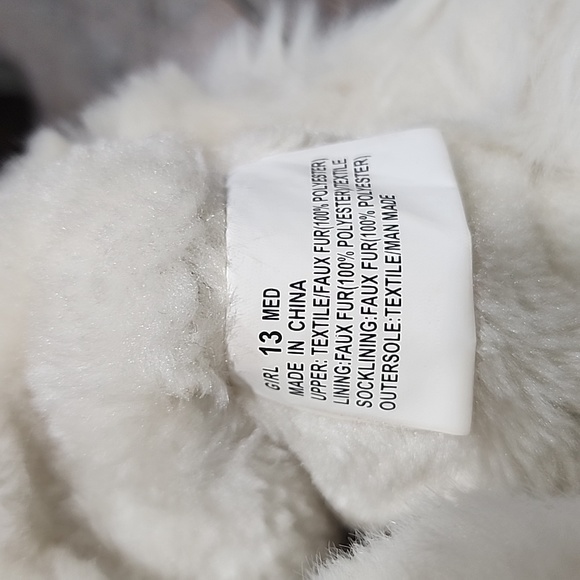 GIRL 13 MED
MADE IN CHINA
UPPER: TEXTILE/FAUX FUR(100% POLYESTER)
LINING:FAUX FUR(100% POLYESTER)/TEXTILE
SOCKLINING:FAUX FUR(100% POLYESTER)
OUTERSOLE:TEXTILE/MAN MADE